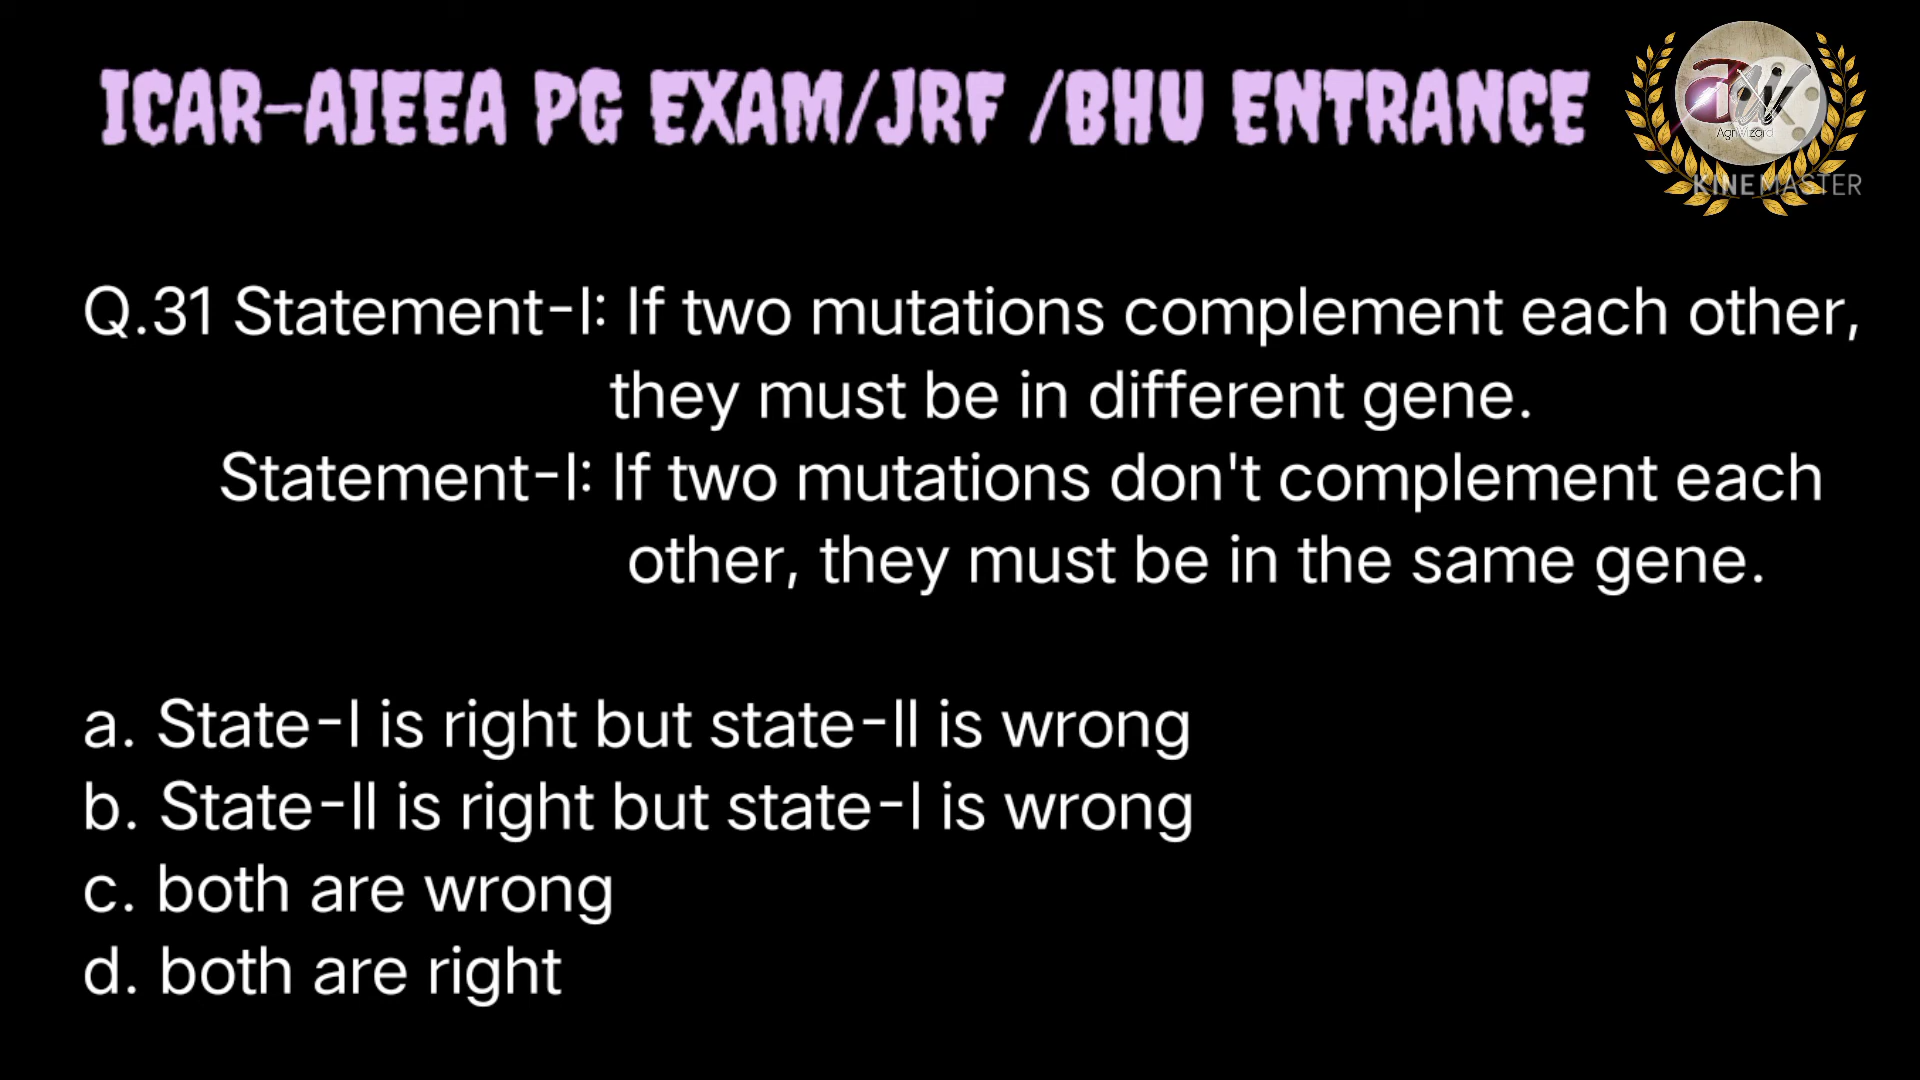 ICAR-AIEEA PG EXAM/JRF /BHU ENTRANCE
aw
AgriWizard
KINEMASTER
Q.31 Statement-I: If two mutations complement each other,
they must be in different gene.
Statement-I: If two mutations don't complement each
other, they must be in the same gene.
a. State-I is right but state-II is wrong
b. State-II is right but state-I is wrong
c. both are wrong
d. both are right